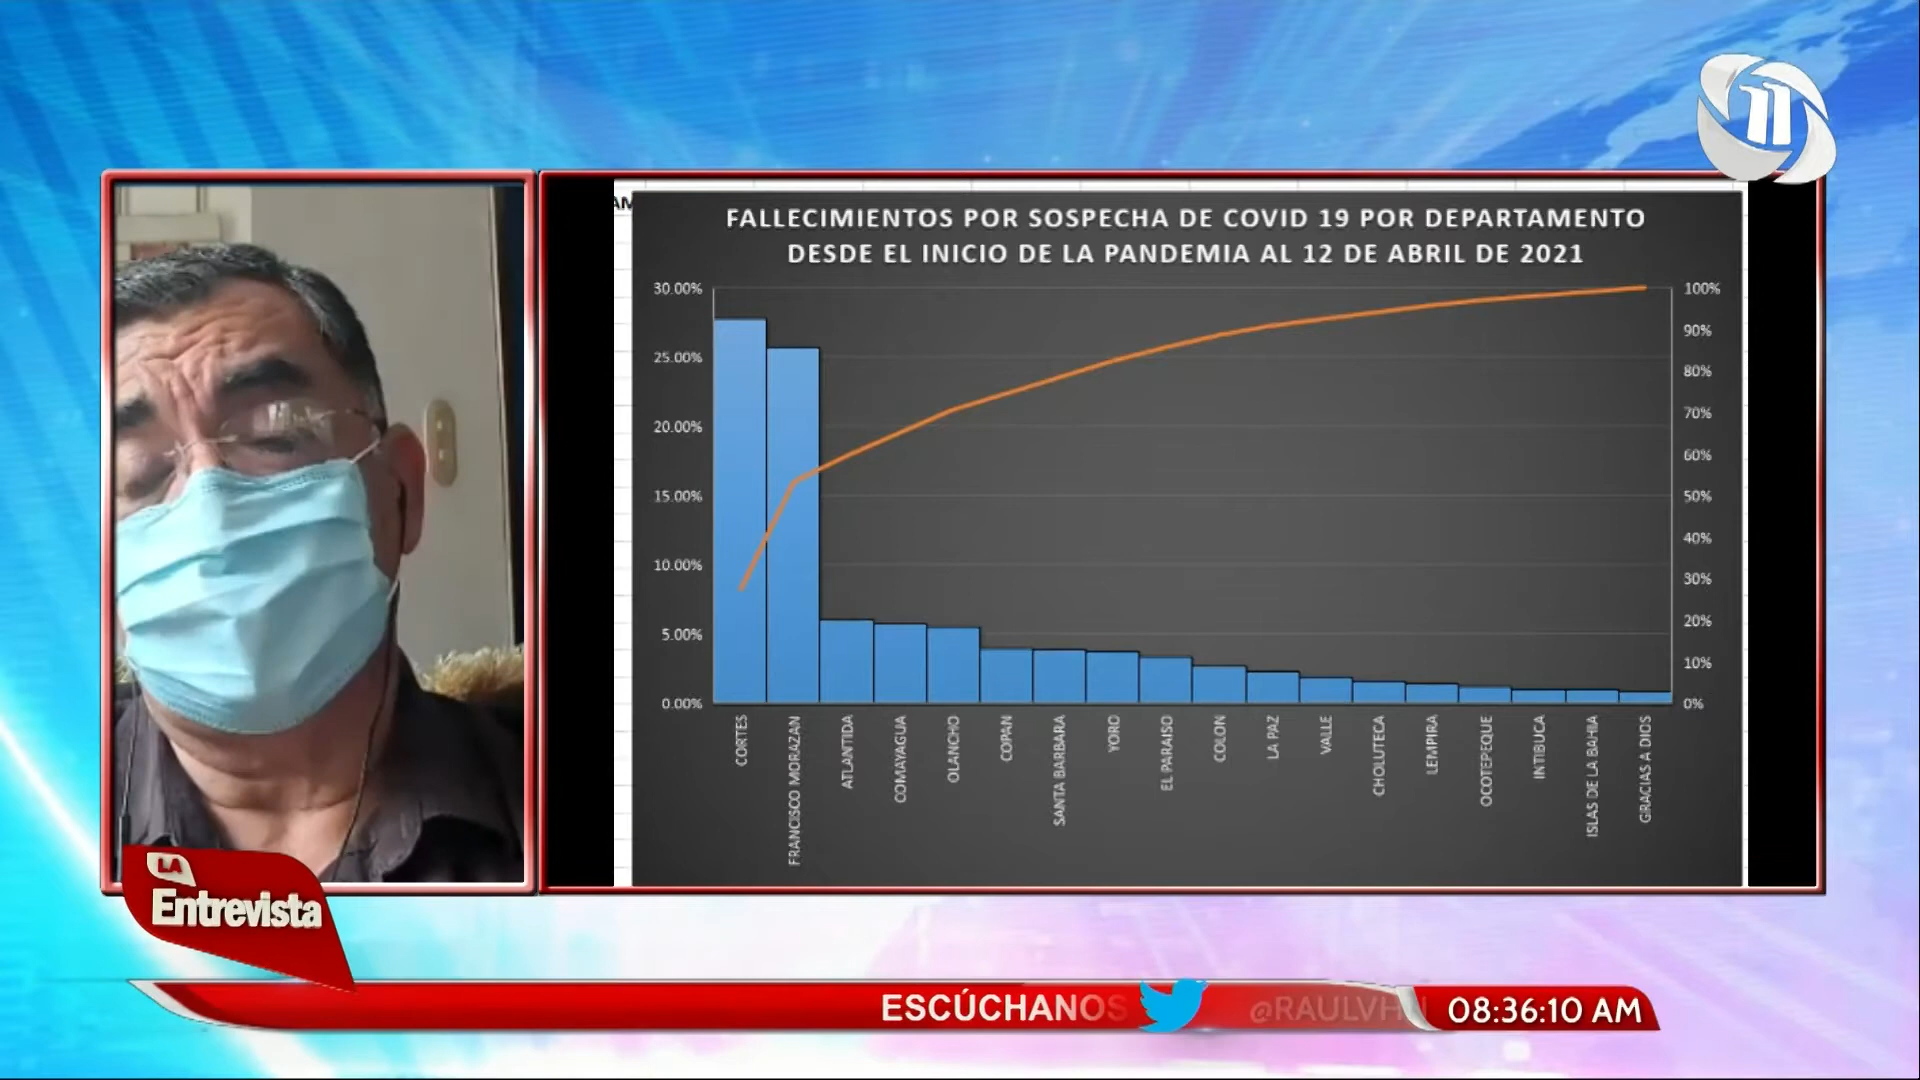 11
AM
FALLECIMIENTOS POR SOSPECHA DE COVID 19 POR DEPARTAMENTO
DESDE EL INICIO DE LA PANDEMIA AL 12 DE ABRIL DE 2021
30.00%
25.00%
20.00%
15.00%
10.00%
5.00%
0.00%
100%
90%
80%
70%
60%
50%
40%
30%
20%
10%
0%
CORTES
FRANCISCO MORAZAN
ATLANTIDA
COMAYAGUA
OLANCHO
COPAN
SANTA BARBARA
YORO
EL PARAISO
COLON
LA PAZ
VALLE
CHOLUTECA
LEMPIRA
OCOTEPEQUE
INTIBUCA
ISLAS DE LA BAHIA
GRACIAS A DIOS
LA
Entrevista
ESCÚCHANOS @RAULVH 08:36:10 AM